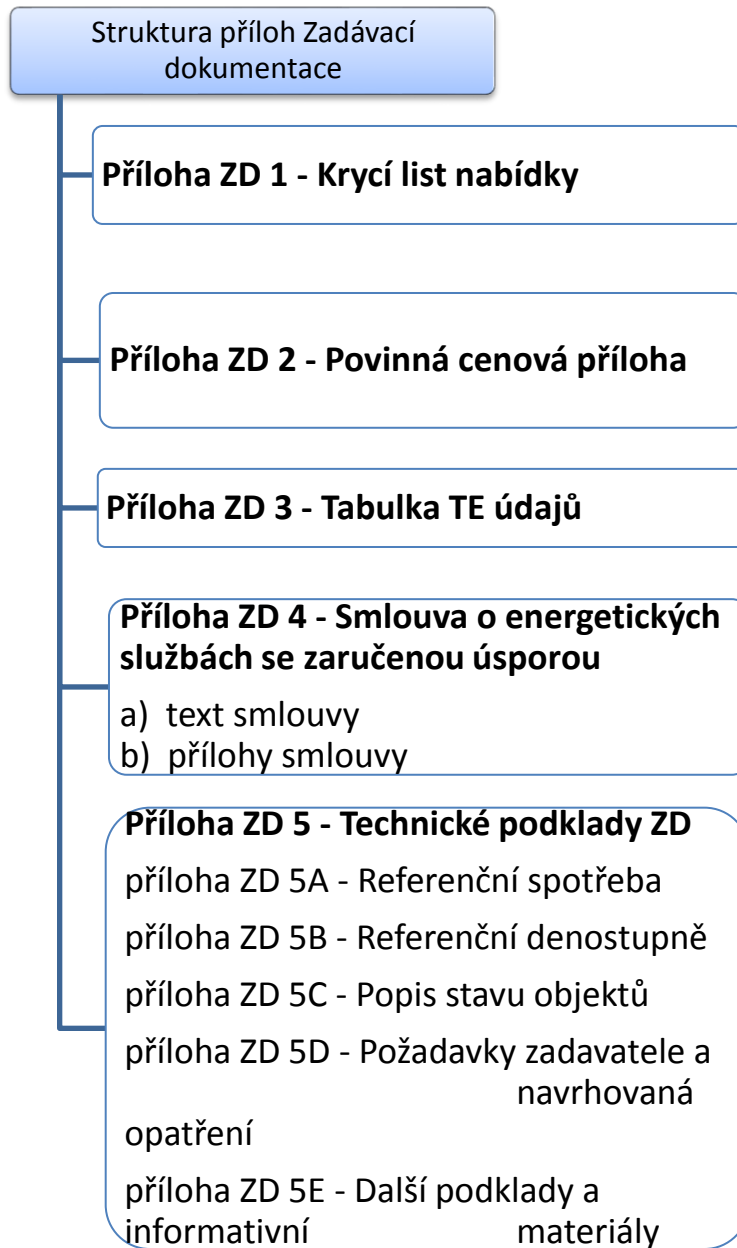 Struktura příloh Zadávací
dokumentace
Příloha ZD 1 - Krycí list nabídky
Příloha ZD 2 - Povinná cenová příloha
Příloha ZD 3 - Tabulka TE údajů
Příloha ZD 4 - Smlouva o energetických
službách se zaručenou úsporou
a) text smlouvy
b) přílohy smlouvy
Příloha ZD 5 - Technické podklady ZD
příloha ZD 5A - Referenční spotřeba
příloha ZD 5B - Referenční denostupně
příloha ZD 5C - Popis stavu objektů
příloha ZD 5D - Požadavky zadavatele a
navrhovaná
opatření
příloha ZD 5E - Další podklady a
informativní materiály